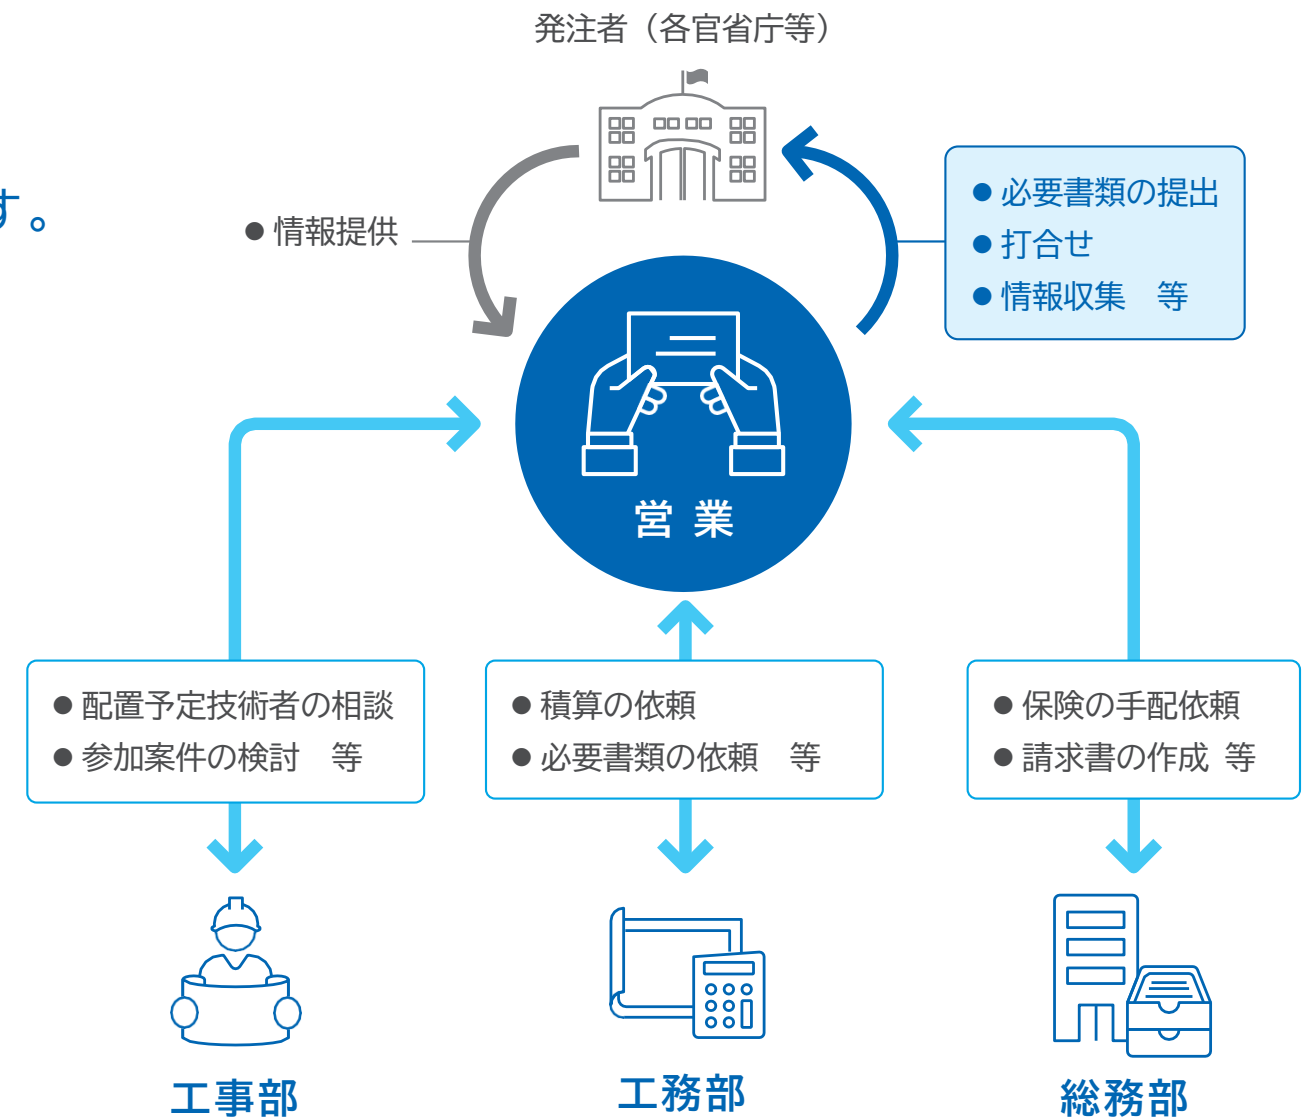 発注者（各官省庁等）
す。
● 情報提供
● 必要書類の提出
● 打合せ
● 情報収集　等
営業
● 配置予定技術者の相談
● 参加案件の検討　等
● 積算の依頼
● 必要書類の依頼　等
● 保険の手配依頼
● 請求書の作成 等
工事部
工務部
総務部